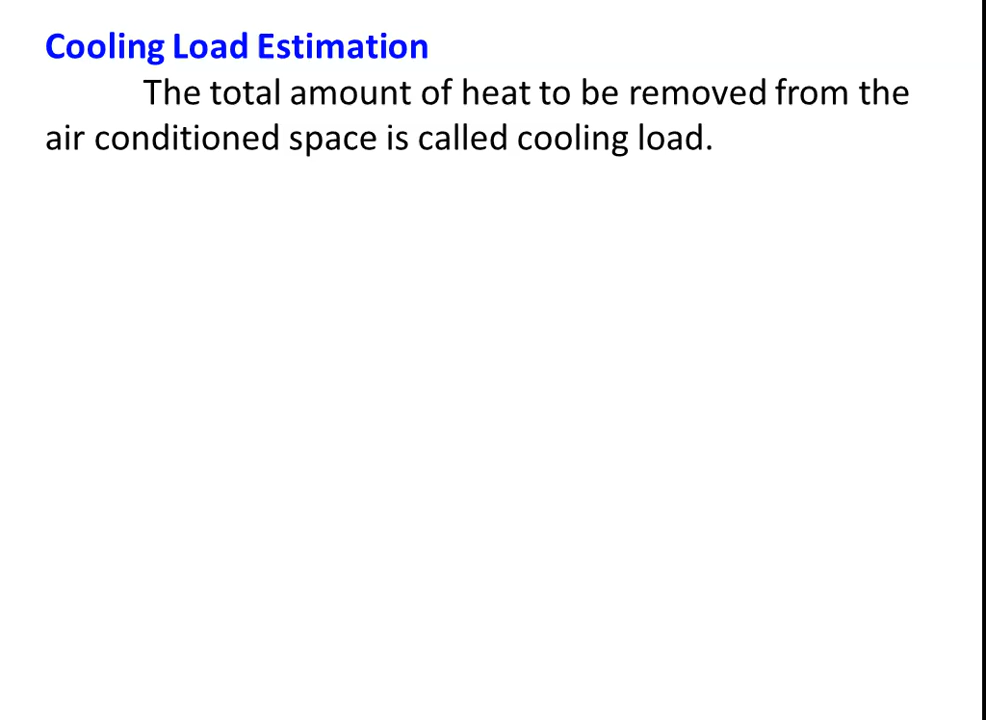 Cooling Load Estimation
The total amount of heat to be removed from the
air conditioned space is called cooling load.